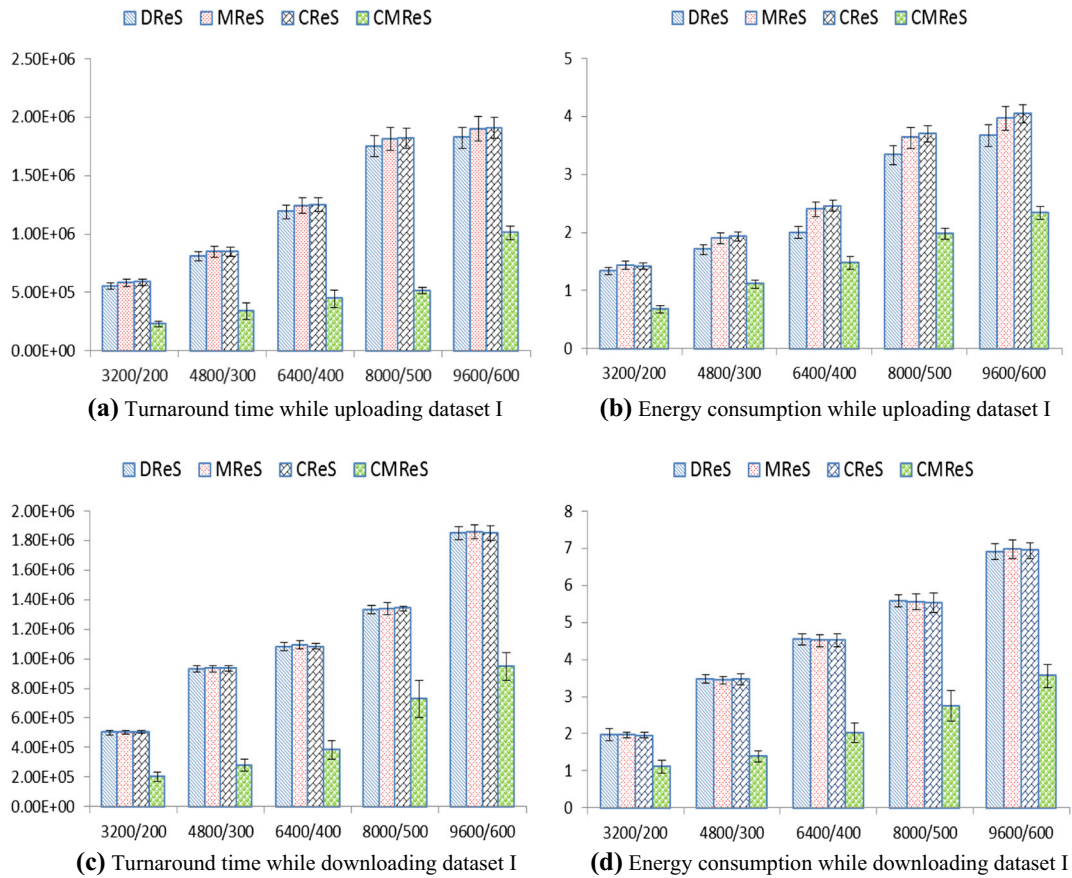 DReS MReS CReS CMReS
2.50E+06
2.00E+06
1.50E+06
1.00E+06
5.00E+05
0.00E+00
3200/200 4800/300 6400/400 8000/500 9600/600
(a) Turnaround time while uploading dataset I
DReS MReS CReS CMReS
5
4
3
2
1
0
3200/200 4800/300 6400/400 8000/500 9600/600
(b) Energy consumption while uploading dataset I
DReS MReS CReS CMReS
2.00E+06
1.80E+06
1.60E+06
1.40E+06
1.20E+06
1.00E+06
8.00E+05
6.00E+05
4.00E+05
2.00E+05
0.00E+00
3200/200 4800/300 6400/400 8000/500 9600/600
(c) Turnaround time while downloading dataset I
DReS MReS CReS CMReS
8
7
6
5
4
3
2
1
0
3200/200 4800/300 6400/400 8000/500 9600/600
(d) Energy consumption while downloading dataset I